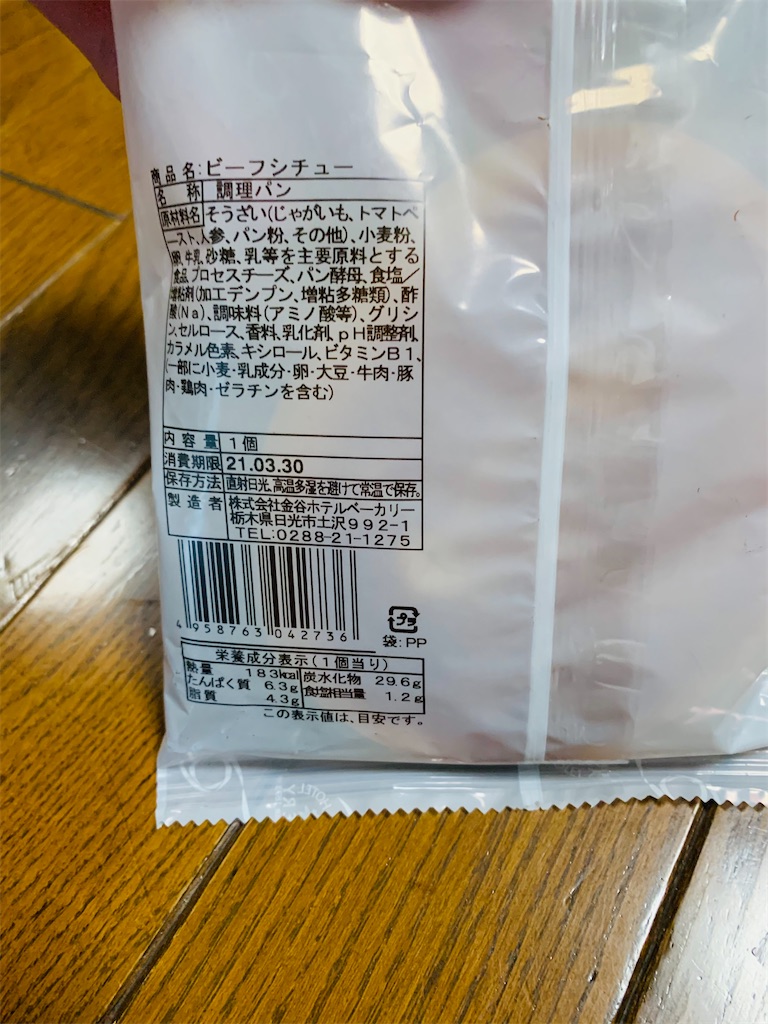 商品名:ビーフシチュー
名 称 調理パン
原材料名 そうざい(じゃがいも、トマトペ
ースト、人参、パン粉、その他)、小麦粉、
卵、牛乳、砂糖、乳等を主要原料とする
食品、プロセスチーズ、パン酵母、食塩/
増粘剤(加工デンプン、増粘多糖類)、酢
酸(Na)、調味料(アミノ酸等)、グリシ
ン、セルロース、香料、乳化剤、pH調整剤、
カラメル色素、キシロール、ビタミンB1、
(一部に小麦・乳成分・卵・大豆・牛肉・豚
肉・鶏肉・ゼラチンを含む)
内容量 1個
消費期限 21.03.30
保存方法 直射日光、高温多湿を避けて常温で保存。
製造者 株式会社金谷ホテルベーカリー
栃木県日光市土沢992-1
TEL:0288-21-1275
4 958763 042736
プラ
袋:PP
栄養成分表示(1個当り)
熱量 183kcal 炭水化物 29.6g
たんぱく質 6.3g 食塩相当量 1.2g
脂質 4.3g
この表示値は、目安です。
HOTEL